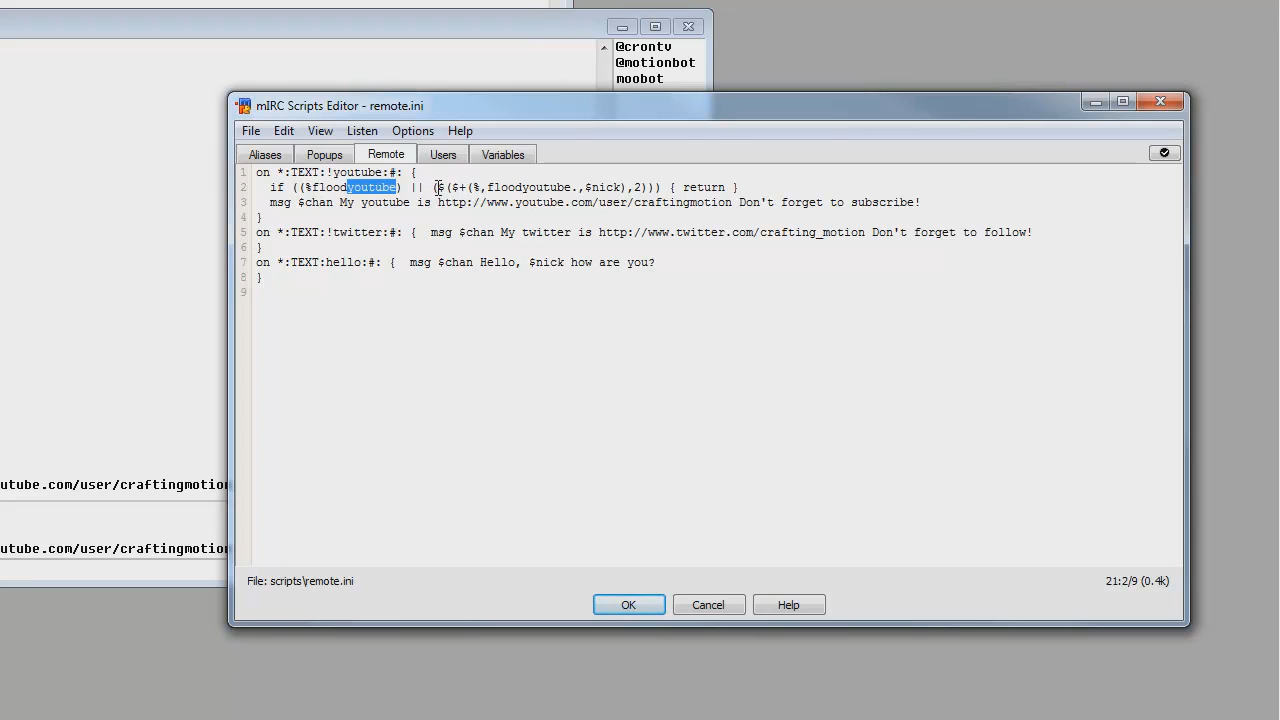 @crontv
@motionbot
moobot
mIRC Scripts Editor - remote.ini
File Edit View Listen Options Help
Aliases Popups Remote Users Variables
1 on *:TEXT:!youtube:#: {
2 if ((%floodyoutube) || ($($+(%,floodyoutube.,$nick),2))) { return }
3 msg $chan My youtube is http://www.youtube.com/user/craftingmotion Don't forget to subscribe!
4 }
5 on *:TEXT:!twitter:#: { msg $chan My twitter is http://www.twitter.com/crafting_motion Don't forget to follow!
6 }
7 on *:TEXT:hello:#: { msg $chan Hello, $nick how are you?
8 }
9
utube.com/user/craftingmotion
utube.com/user/craftingmotion
File: scripts\remote.ini 21:2/9 (0.4k)
OK Cancel Help